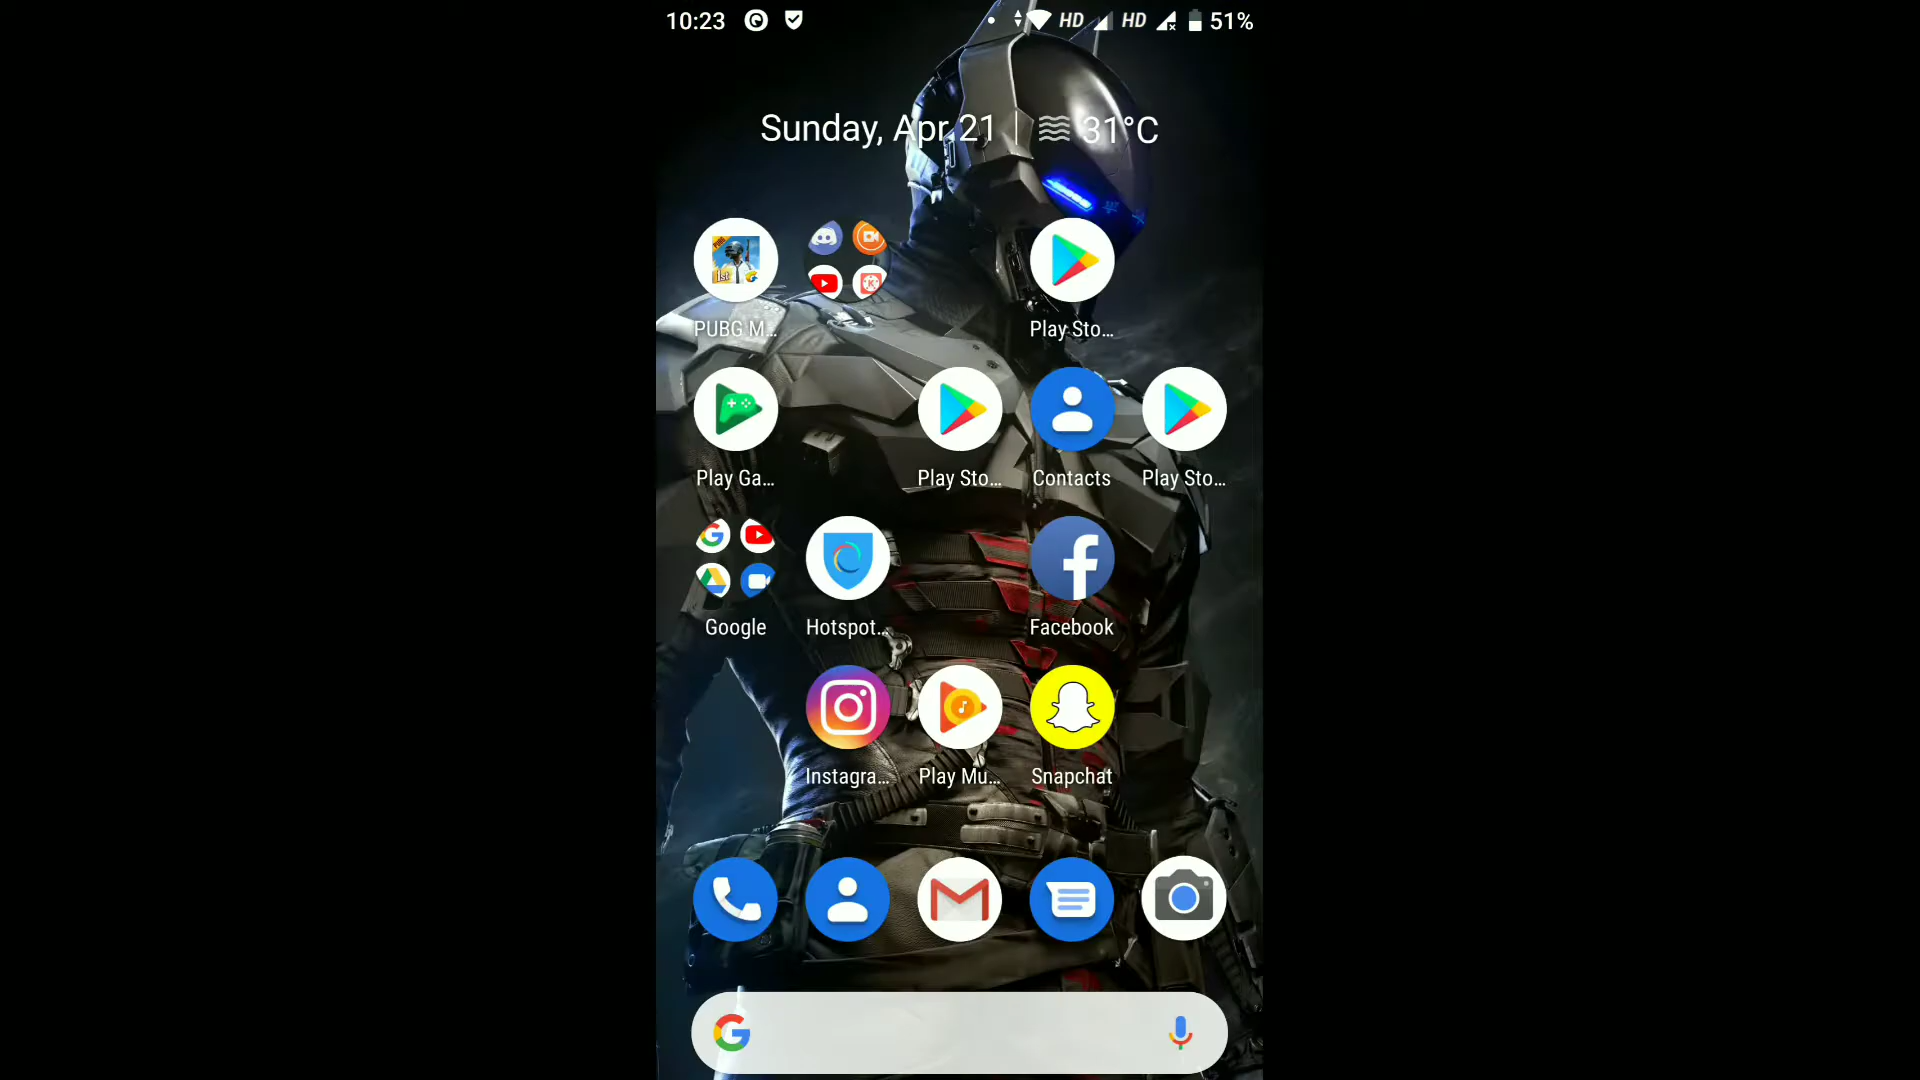 10:23 HD HD 51%
Sunday, Apr 21 | 31°C
PUBG M... Play Sto...
Play Ga... Play Sto... Contacts Play Sto...
Google Hotspot... Facebook
Instagra... Play Mu... Snapchat